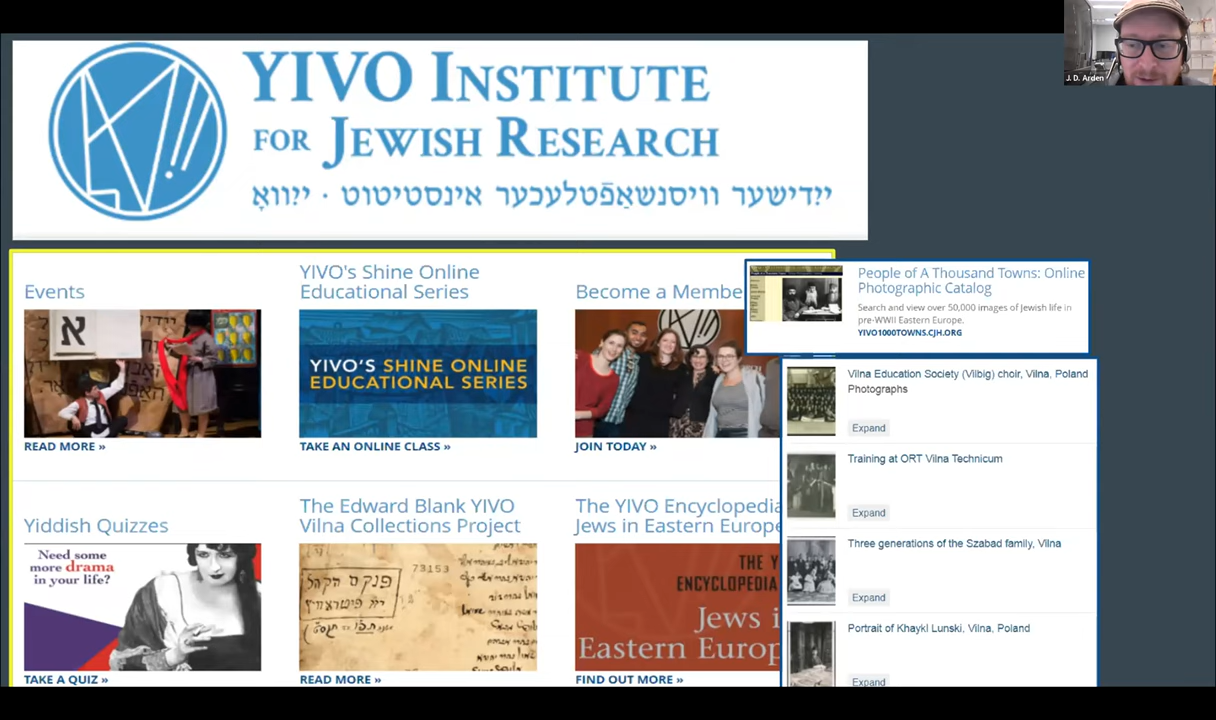 YIVO INSTITUTE
FOR JEWISH RESEARCH
ייִדישער וויסנשאַפֿטלעכער אינסטיטוט · ייִוואָ
J. D. Arden
Events
א
READ MORE »
YIVO's Shine Online
Educational Series
YIVO'S SHINE ONLINE
EDUCATIONAL SERIES
TAKE AN ONLINE CLASS »
Become a Membe
JOIN TODAY »
People of A Thousand Towns: Online
Photographic Catalog
Search and view over 50,000 images of Jewish life in
pre-WWII Eastern Europe.
YIVO1000TOWNS.CJH.ORG
Vilna Education Society (Vilbig) choir, Vilna, Poland
Photographs
Expand
Training at ORT Vilna Technicum
Expand
Three generations of the Szabad family, Vilna
Expand
Portrait of Khaykl Lunski, Vilna, Poland
Expand
Yiddish Quizzes
Need some
more drama
in your life?
TAKE A QUIZ »
The Edward Blank YIVO
Vilna Collections Project
73153
פנקס הקהל
READ MORE »
The YIVO Encyclopedia
Jews in Eastern Europe
THE Y
ENCYCLOPEDIA
Jews i
Eastern Europ
FIND OUT MORE »